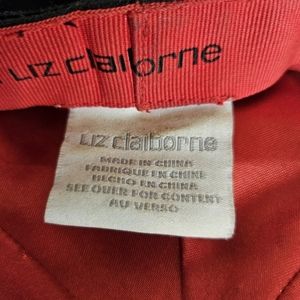 LIZ claiborne
LIZ claiborne
MADE IN CHINA
FABRIQUE EN CHINE
HECHO EN CHINA
SEE OVER FOR CONTENT
AU VERSO